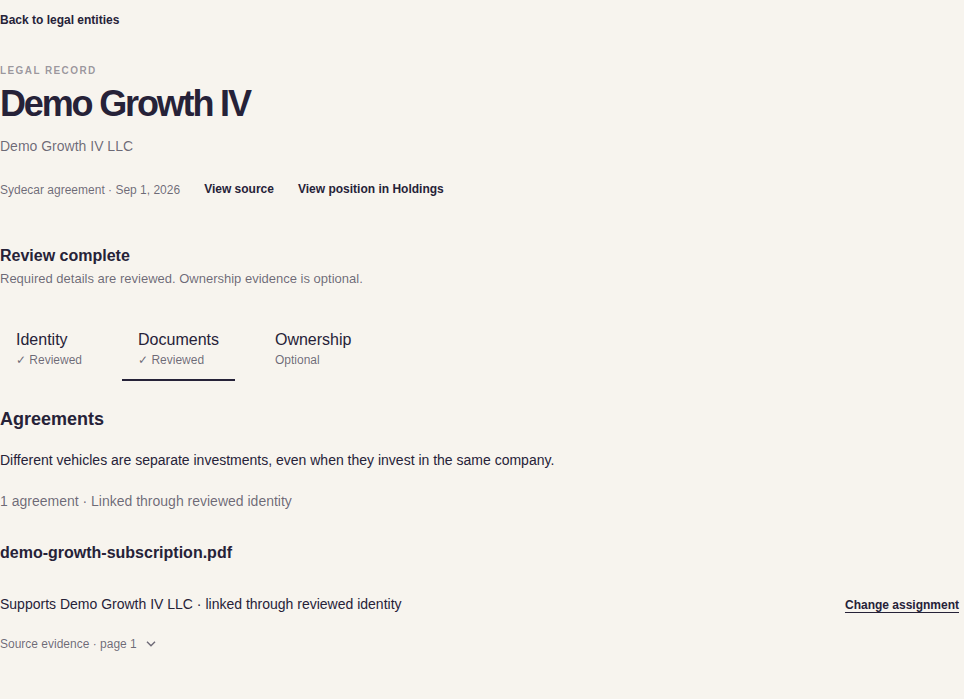 Back to legal entities
LEGAL RECORD
Demo Growth IV
Demo Growth IV LLC
Sydecar agreement · Sep 1, 2026 View source View position in Holdings
Review complete
Required details are reviewed. Ownership evidence is optional.
Identity Documents Ownership
✓ Reviewed ✓ Reviewed Optional
Agreements
Different vehicles are separate investments, even when they invest in the same company.
1 agreement · Linked through reviewed identity
demo-growth-subscription.pdf
Supports Demo Growth IV LLC · linked through reviewed identity Change assignment
Source evidence · page 1